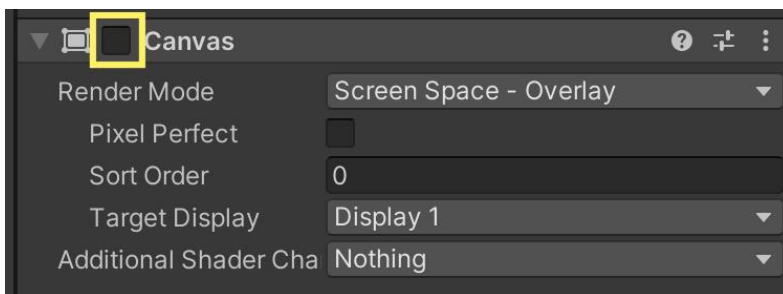 Canvas
Render Mode Screen Space - Overlay
Pixel Perfect
Sort Order 0
Target Display Display 1
Additional Shader Cha Nothing